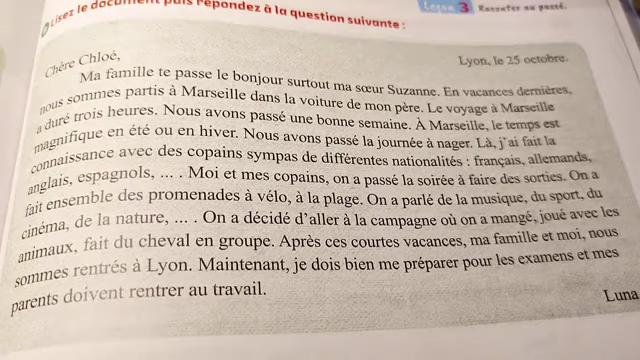 Leçon 3 Raconter au passé.
Lisez le document puis répondez à la question suivante :
Lyon, le 25 octobre.
Chère Chloé,
Ma famille te passe le bonjour surtout ma sœur Suzanne. En vacances dernières,
nous sommes partis à Marseille dans la voiture de mon père. Le voyage à Marseille
a duré trois heures. Nous avons passé une bonne semaine. À Marseille, le temps est
magnifique en été ou en hiver. Nous avons passé la journée à nager. Là, j'ai fait la
connaissance avec des copains sympas de différentes nationalités : français, allemands,
anglais, espagnols, ... . Moi et mes copains, on a passé la soirée à faire des sorties. On a
fait ensemble des promenades à vélo, à la plage. On a parlé de la musique, du sport, du
cinéma, de la nature, ... . On a décidé d'aller à la campagne où on a mangé, joué avec les
animaux, fait du cheval en groupe. Après ces courtes vacances, ma famille et moi, nous
sommes rentrés à Lyon. Maintenant, je dois bien me préparer pour les examens et mes
parents doivent rentrer au travail.
Luna